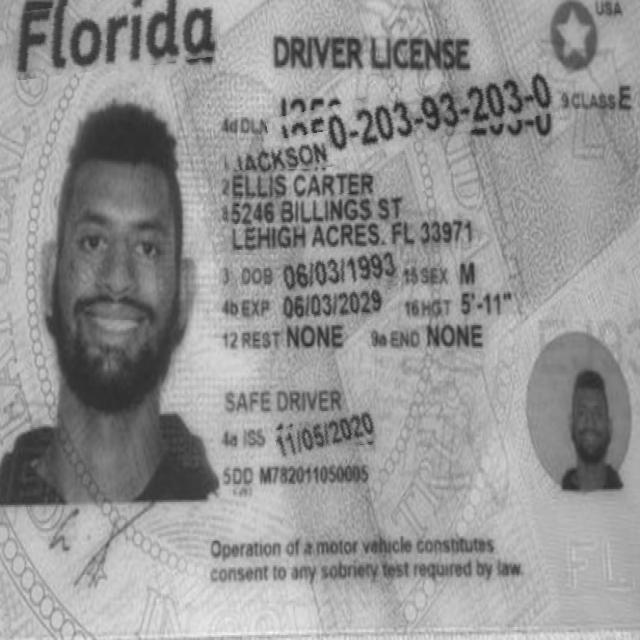 Florida
DRIVER LICENSE
USA
4d DLN 0-203-93-203-0
9 CLASS E
1 JACKSON
2 ELLIS CARTER
8 5246 BILLINGS ST
LEHIGH ACRES. FL 33971
3 DOB 06/03/1993 15 SEX M
4b EXP 06/03/2029 16 HGT 5'-11"
12 REST NONE 9a END NONE
SAFE DRIVER
4a ISS 11/05/2020
5DD M782011050005
Operation of a motor vehicle constitutes
consent to any sobriety test required by law.
FL